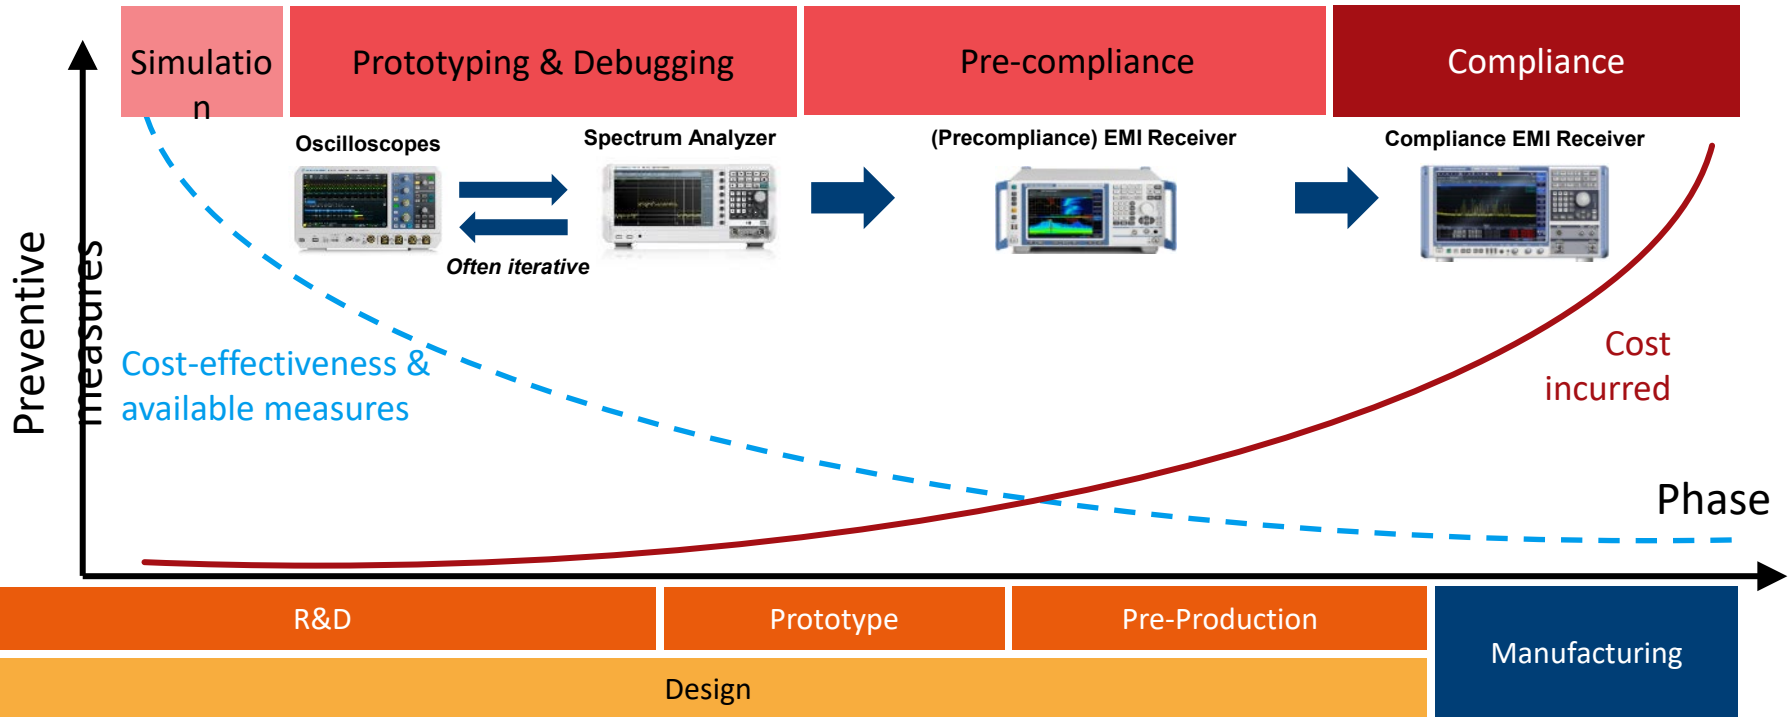 Simulatio
n
Prototyping & Debugging
Pre-compliance
Compliance
Oscilloscopes
Spectrum Analyzer
(Precompliance) EMI Receiver
Compliance EMI Receiver
Often iterative
Preventive
measures
Cost-effectiveness &
available measures
Cost
incurred
Phase
R&D
Prototype
Pre-Production
Manufacturing
Design